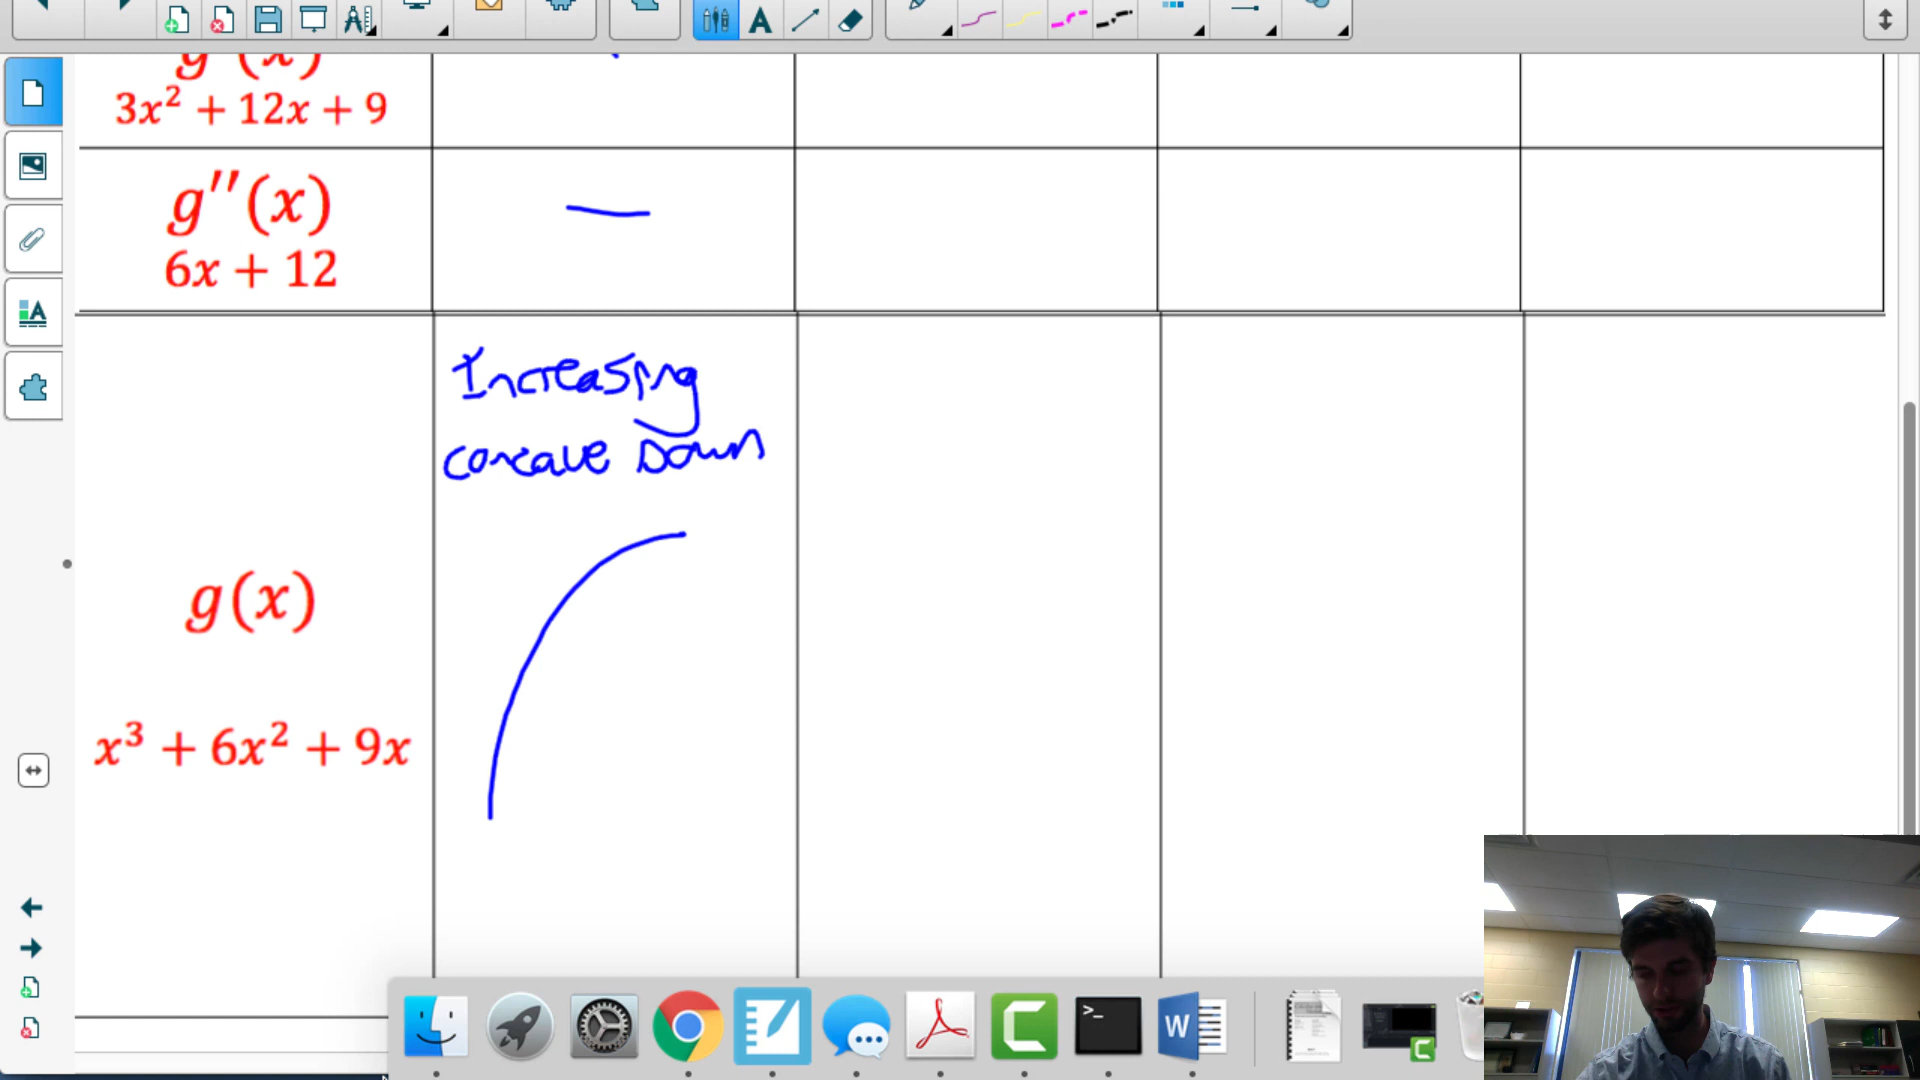 g'(x)
3x² + 12x + 9
g''(x)
6x + 12
—
Increasing
concave Down
g(x)
x³ + 6x² + 9x